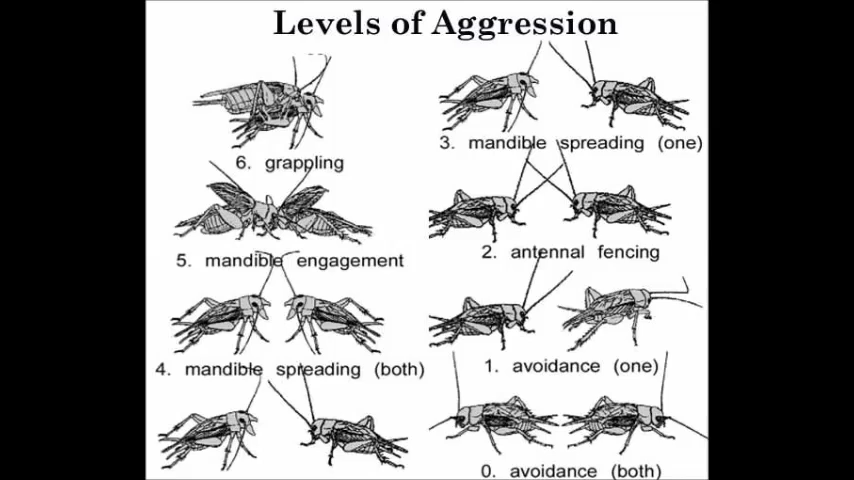 Levels of Aggression
6. grappling
5. mandible engagement
4. mandible spreading (both)
3. mandible spreading (one)
2. antennal fencing
1. avoidance (one)
0. avoidance (both)